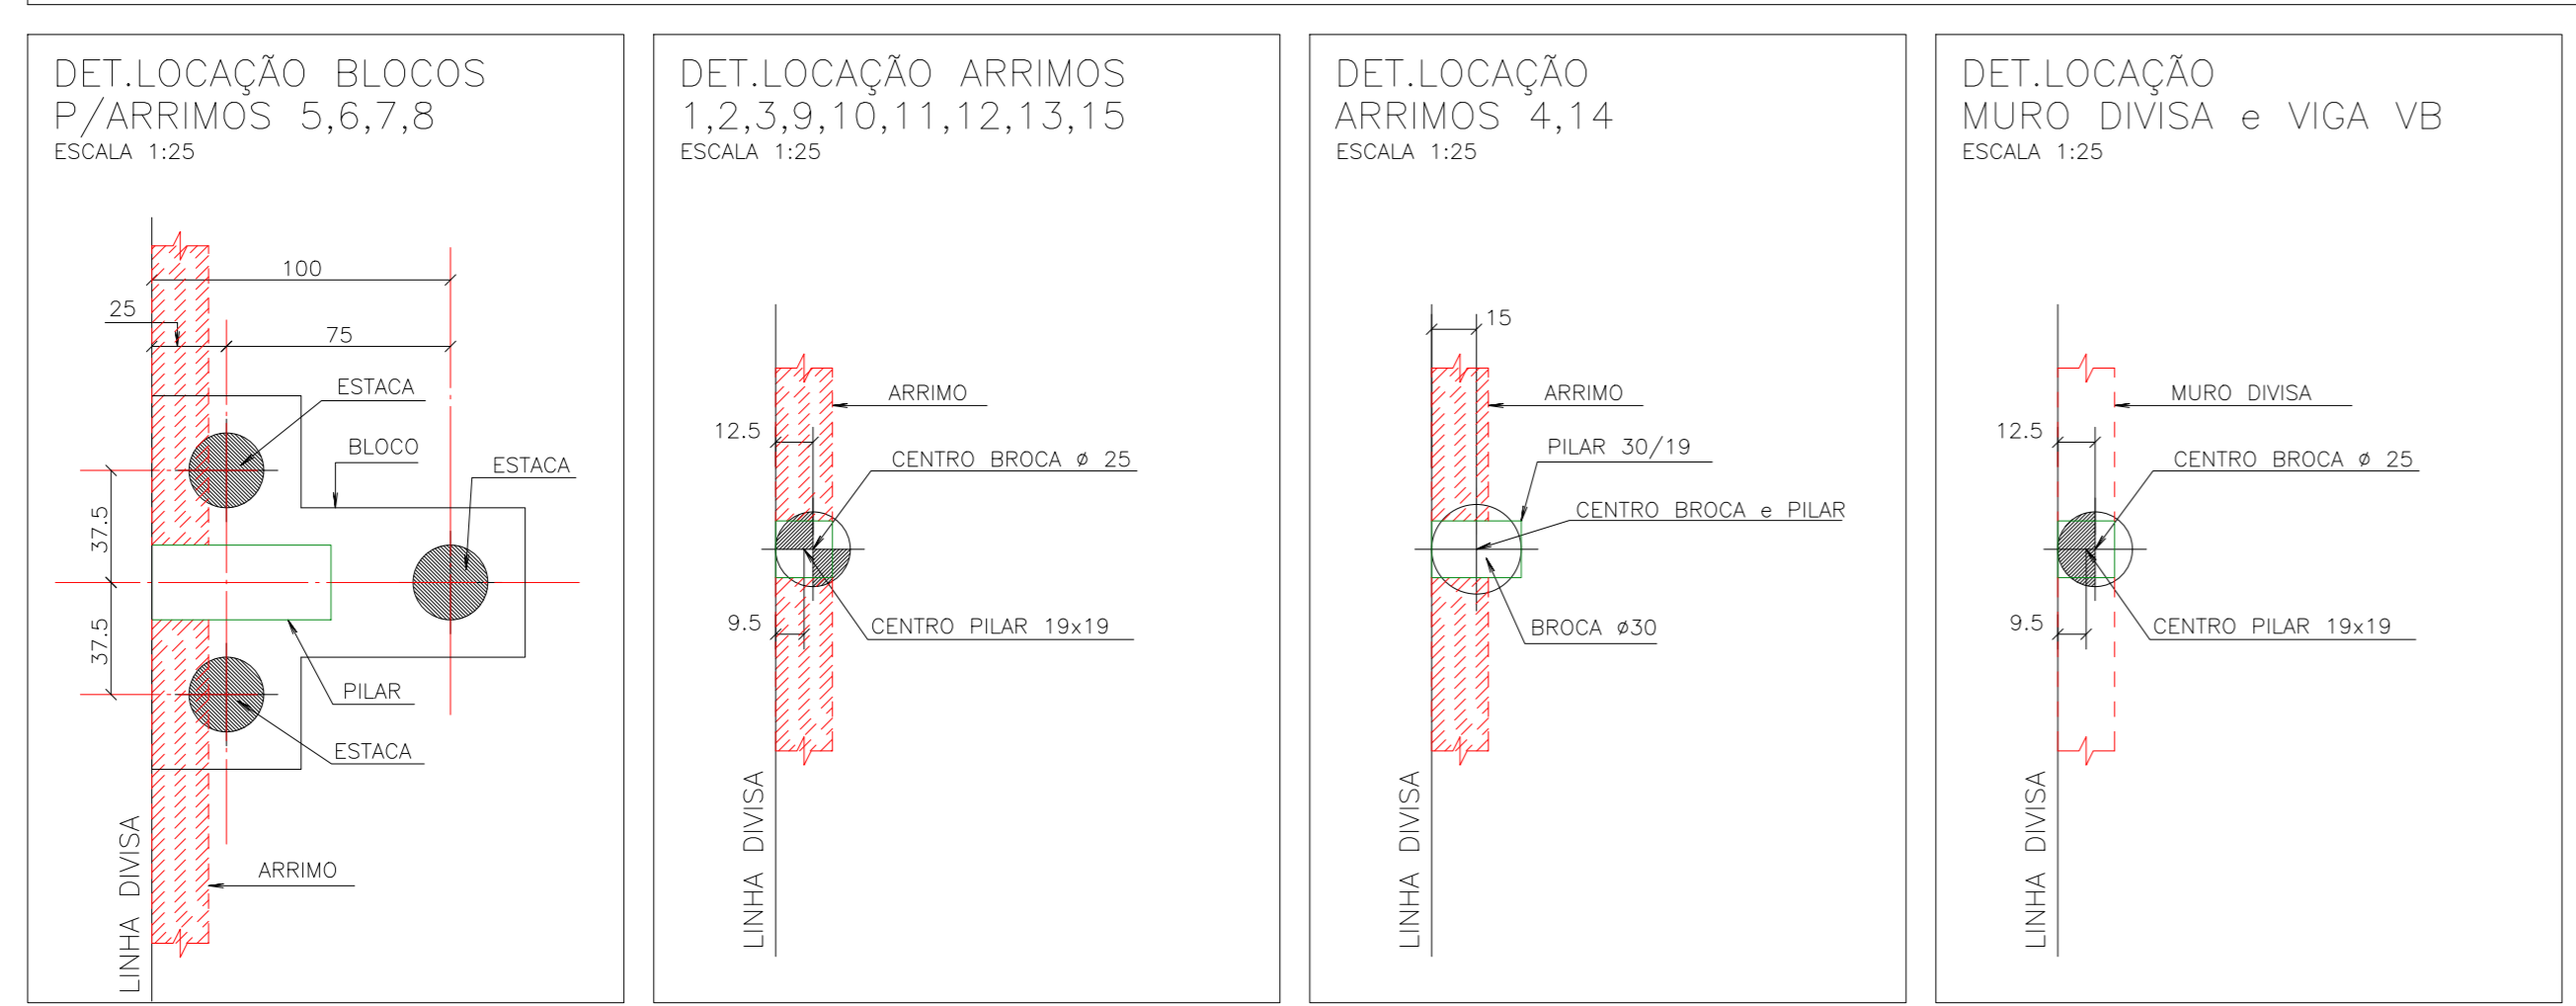 DET.LOCAÇÃO BLOCOS
P/ARRIMOS 5,6,7,8
ESCALA 1:25
100
25
75
ESTACA
BLOCO
ESTACA
37.5
37.5
PILAR
ESTACA
ARRIMO
LINHA DIVISA
DET.LOCAÇÃO ARRIMOS
1,2,3,9,10,11,12,13,15
ESCALA 1:25
ARRIMO
12.5
CENTRO BROCA ø 25
9.5
CENTRO PILAR 19x19
LINHA DIVISA
DET.LOCAÇÃO
ARRIMOS 4,14
ESCALA 1:25
15
ARRIMO
PILAR 30/19
CENTRO BROCA e PILAR
BROCA ø30
LINHA DIVISA
DET.LOCAÇÃO
MURO DIVISA e VIGA VB
ESCALA 1:25
MURO DIVISA
12.5
CENTRO BROCA ø 25
9.5
CENTRO PILAR 19x19
LINHA DIVISA